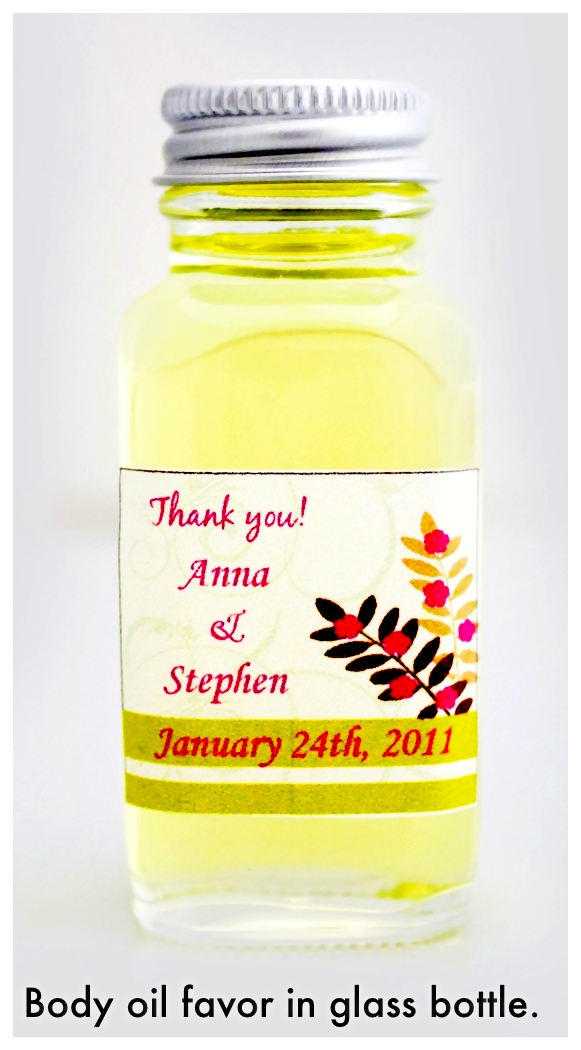 Thank you!
Anna
&
Stephen
January 24th, 2011
Body oil favor in glass bottle.